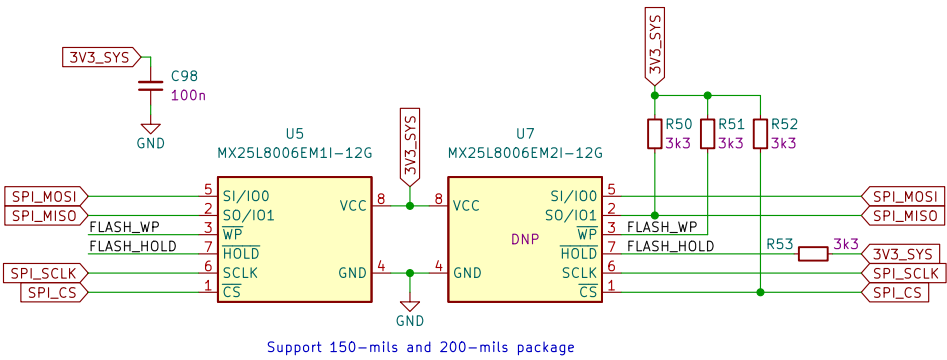 3V3_SYS
C98
100n
GND
3V3_SYS
R50
3k3
R51
3k3
R52
3k3
U5
MX25L8006EM1I-12G
3V3_SYS
U7
MX25L8006EM2I-12G
SPI_MOSI
5
SI/IO0
SPI_MISO
2
SO/IO1
FLASH_WP
3
WP
FLASH_HOLD
7
HOLD
SPI_SCLK
6
SCLK
SPI_CS
1
CS
VCC
8
GND
4
GND
8
VCC
4
GND
DNP
SI/IO0
5
SPI_MOSI
SO/IO1
2
SPI_MISO
WP
3
FLASH_WP
HOLD
7
FLASH_HOLD
R53
3k3
3V3_SYS
SCLK
6
SPI_SCLK
CS
1
SPI_CS
Support 150-mils and 200-mils package